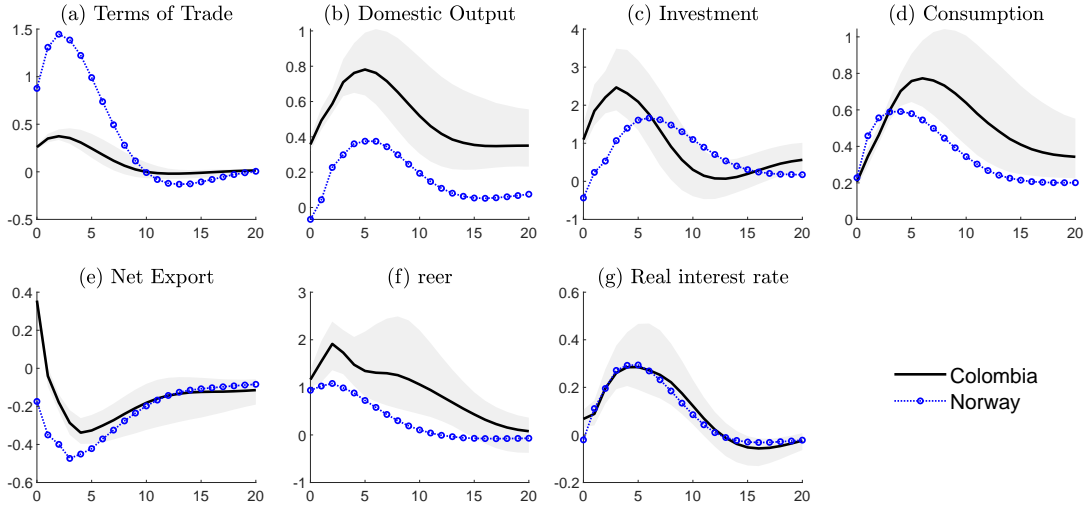 (a) Terms of Trade
1.5
1
0.5
0
-0.5
0 5 10 15 20
(b) Domestic Output
1
0.8
0.6
0.4
0.2
0
0 5 10 15 20
(c) Investment
4
3
2
1
0
-1
0 5 10 15 20
(d) Consumption
1
0.8
0.6
0.4
0.2
0
0 5 10 15 20
(e) Net Export
0.4
0.2
0
-0.2
-0.4
-0.6
0 5 10 15 20
(f) reer
3
2
1
0
-1
0 5 10 15 20
(g) Real interest rate
0.6
0.4
0.2
0
-0.2
0 5 10 15 20
Colombia
Norway